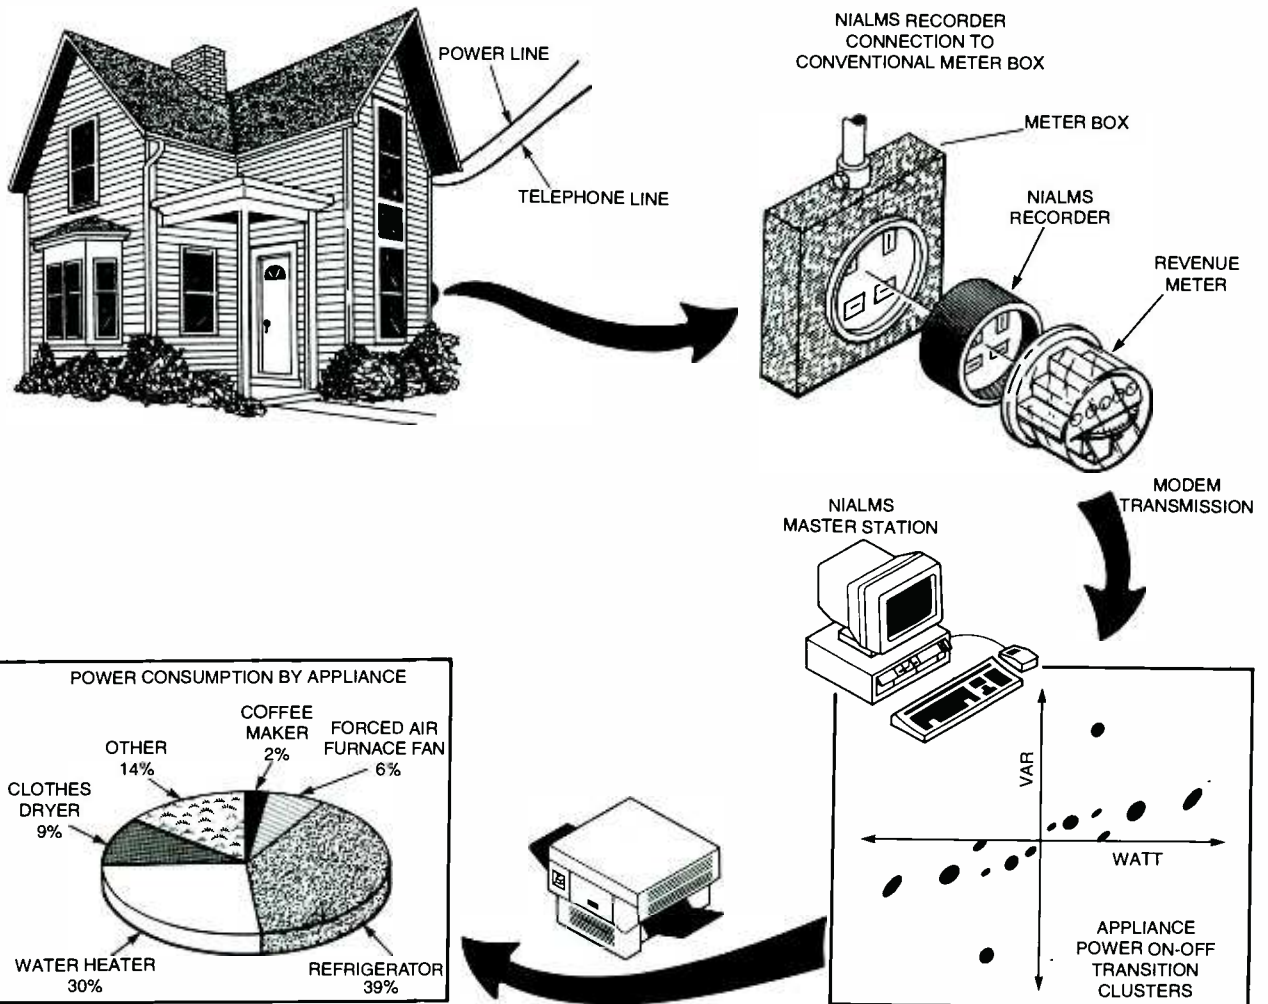 POWER LINE
TELEPHONE LINE
NIALMS RECORDER
CONNECTION TO
CONVENTIONAL METER BOX
METER BOX
NIALMS
RECORDER
REVENUE
METER
MODEM
TRANSMISSION
NIALMS
MASTER STATION
VAR
WATT
APPLIANCE
POWER ON-OFF
TRANSITION
CLUSTERS
POWER CONSUMPTION BY APPLIANCE
COFFEE
MAKER
2%
FORCED AIR
FURNACE FAN
6%
OTHER
14%
CLOTHES
DRYER
9%
WATER HEATER
30%
REFRIGERATOR
39%